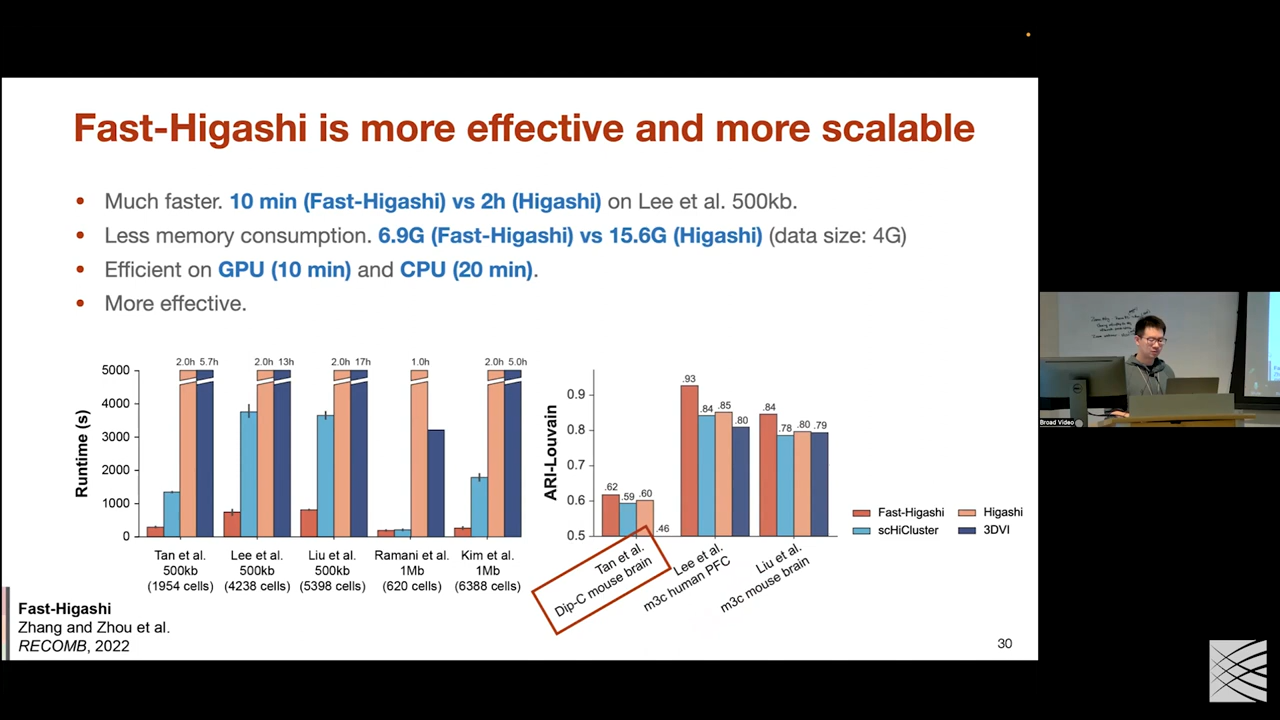 Fast-Higashi is more effective and more scalable
• Much faster. 10 min (Fast-Higashi) vs 2h (Higashi) on Lee et al. 500kb.
• Less memory consumption. 6.9G (Fast-Higashi) vs 15.6G (Higashi) (data size: 4G)
• Efficient on GPU (10 min) and CPU (20 min).
• More effective.
2.0h 5.7h 2.0h 13h 2.0h 17h 1.0h 2.0h 5.0h
5000
4000
3000
2000
1000
0
Runtime (s)
Tan et al. Lee et al. Liu et al. Ramani et al. Kim et al.
500kb 500kb 500kb 1Mb 1Mb
(1954 cells) (4238 cells) (5398 cells) (620 cells) (6388 cells)
ARI-Louvain
0.9
0.8
0.7
0.6
0.5
.62 .59 .60 .46
.93 .84 .85 .80
.84 .78 .80 .79
Tan et al.
Dip-C mouse brain
Lee et al.
m3c human PFC
Liu et al.
m3c mouse brain
Fast-Higashi Higashi
scHiCluster 3DVI
Fast-Higashi
Zhang and Zhou et al.
RECOMB, 2022
30
Broad Video